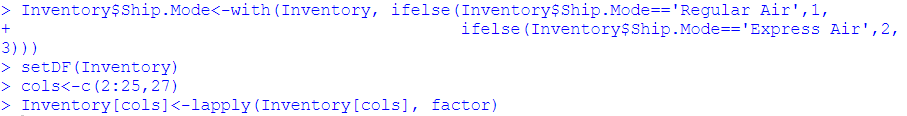 > Inventory$Ship.Mode<-with(Inventory, ifelse(Inventory$Ship.Mode=='Regular Air',1,
+                                             ifelse(Inventory$Ship.Mode=='Express Air',2,
3)))
> setDF(Inventory)
> cols<-c(2:25,27)
> Inventory[cols]<-lapply(Inventory[cols], factor)